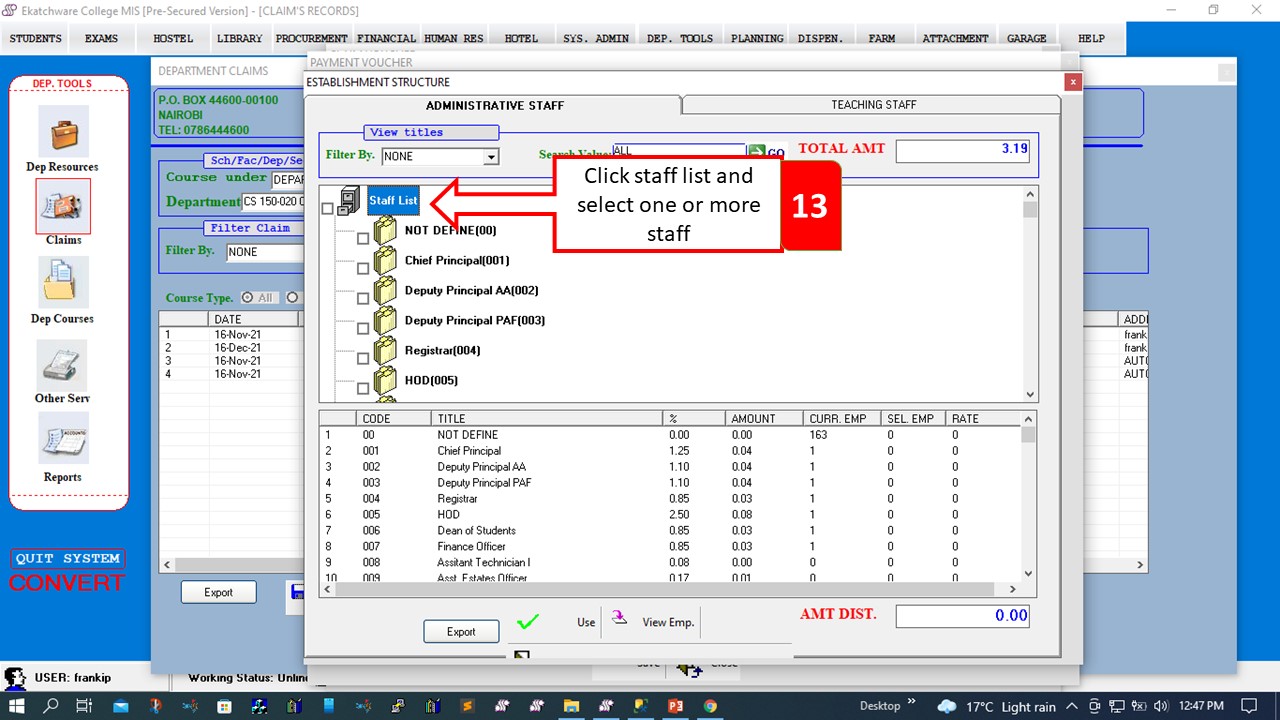 Ekatchware College MIS [Pre-Secured Version] - [CLAIM'S RECORDS]
STUDENTS EXAMS HOSTEL LIBRARY PROCUREMENT FINANCIAL HUMAN RES HOTEL SYS. ADMIN DEP. TOOLS PLANNING DISPEN. FARM ATTACHMENT GARAGE HELP
DEP. TOOLS
Dep Resources
Claims
Dep Courses
Other Serv
Reports
QUIT SYSTEM
CONVERT
DEPARTMENT CLAIMS
P.O. BOX 44600-00100
NAIROBI
TEL: 0786444600
Course under
Department CS 150-020
Filter Claim
Filter By. NONE
Course Type. All
DATE
1 16-Nov-21
2 16-Dec-21
3 16-Nov-21
4 16-Nov-21
frank
frank
Export
PAYMENT VOUCHER
ESTABLISHMENT STRUCTURE
ADMINISTRATIVE STAFF TEACHING STAFF
View titles
Filter By. NONE Search Value ALL GO TOTAL AMT 3.19
Click staff list and
select one or more
staff
13
Staff List
NOT DEFINE(00)
Chief Principal(001)
Deputy Principal AA(002)
Deputy Principal PAF(003)
Registrar(004)
HOD(005)
CODE TITLE % AMOUNT CURR. EMP SEL. EMP RATE
1 00 NOT DEFINE 0.00 0.00 163 0 0
2 001 Chief Principal 1.25 0.04 1 0 0
3 002 Deputy Principal AA 1.10 0.04 1 0 0
4 003 Deputy Principal PAF 1.10 0.04 1 0 0
5 004 Registrar 0.85 0.03 1 0 0
6 005 HOD 2.50 0.08 1 0 0
7 006 Dean of Students 0.85 0.03 1 0 0
8 007 Finance Officer 0.85 0.03 1 0 0
9 008 Assitant Technician I 0.08 0.00 0 0 0
10 009 Asst. Estates Officer 0.17 0.01 0 0 0
Export Use View Emp. AMT DIST. 0.00
Save Close
USER: frankip Working Status: Online
Desktop 17°C Light rain 12:47 PM